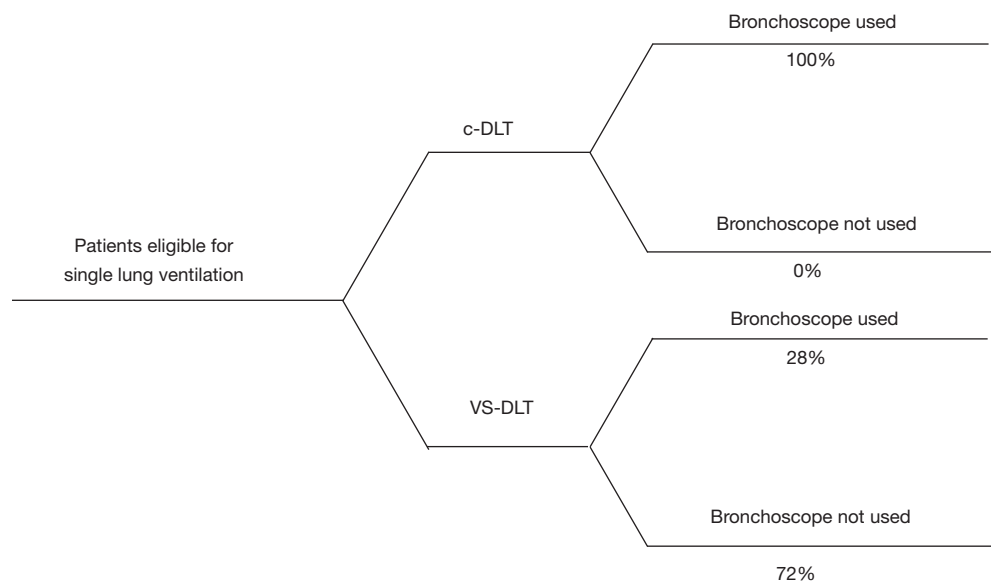 Bronchoscope used
100%
c-DLT
Bronchoscope not used
0%
Patients eligible for
single lung ventilation
Bronchoscope used
28%
VS-DLT
Bronchoscope not used
72%